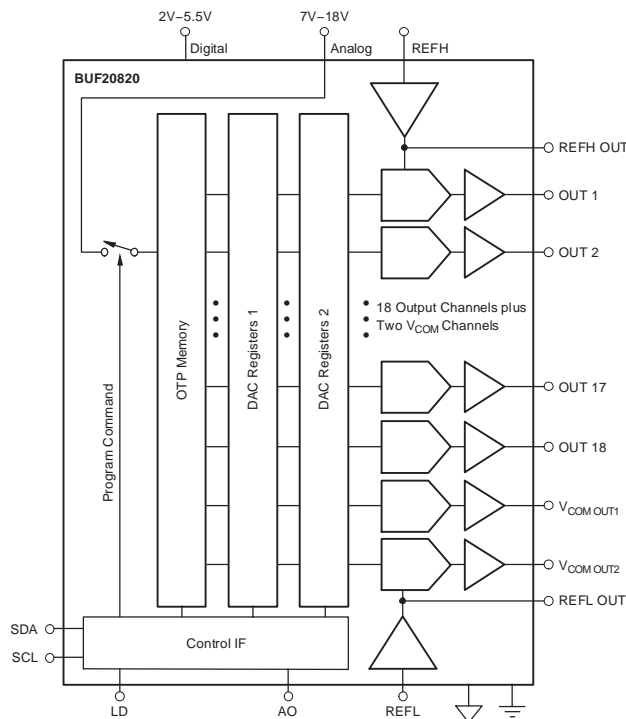 2V–5.5V
7V–18V
Digital
Analog
REFH
BUF20820
REFH OUT
OUT 1
OUT 2
18 Output Channels plus
Two VCOM Channels
OTP Memory
DAC Registers 1
DAC Registers 2
Program Command
OUT 17
OUT 18
VCOM OUT1
VCOM OUT2
REFL OUT
SDA
SCL
Control IF
LD
AO
REFL